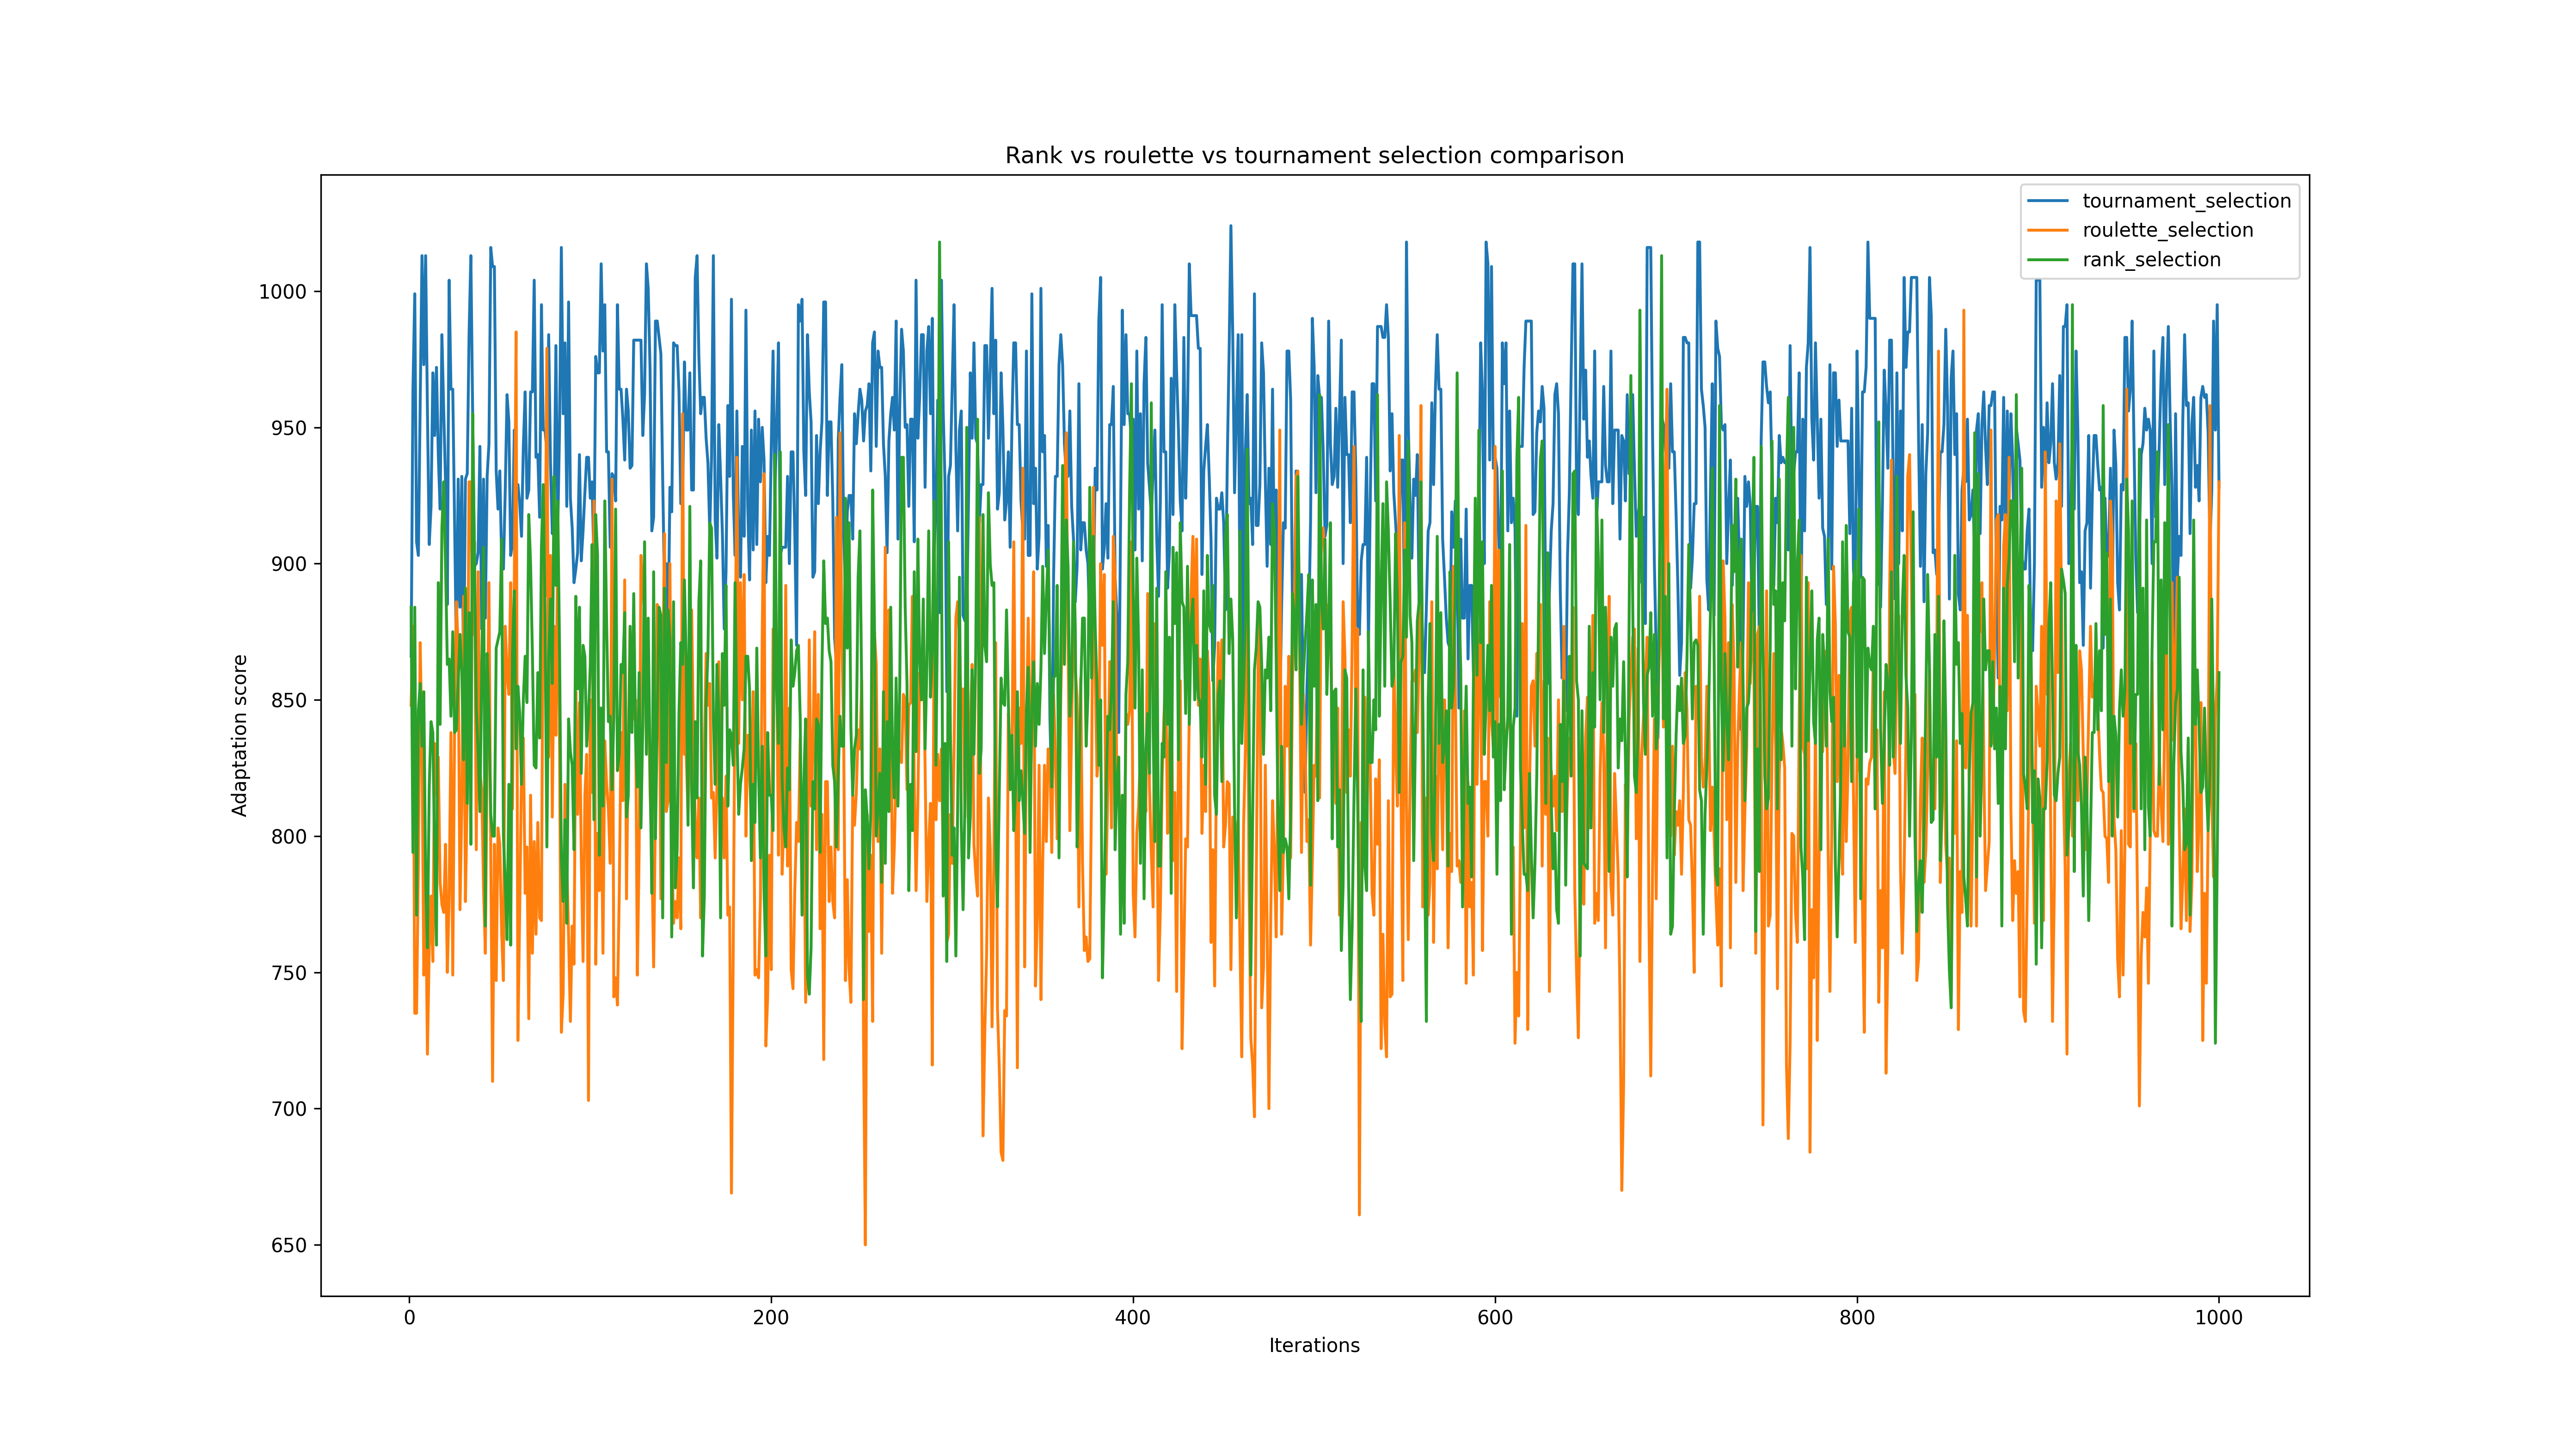 Rank vs roulette vs tournament selection comparison
tournament_selection
roulette_selection
rank_selection
Adaptation score
1000
950
900
850
800
750
700
650
0 200 400 600 800 1000
Iterations